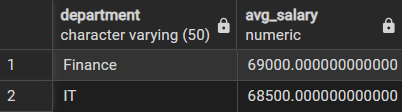 department avg_salary
character varying (50) numeric
1 Finance 69000.000000000000
2 IT 68500.000000000000